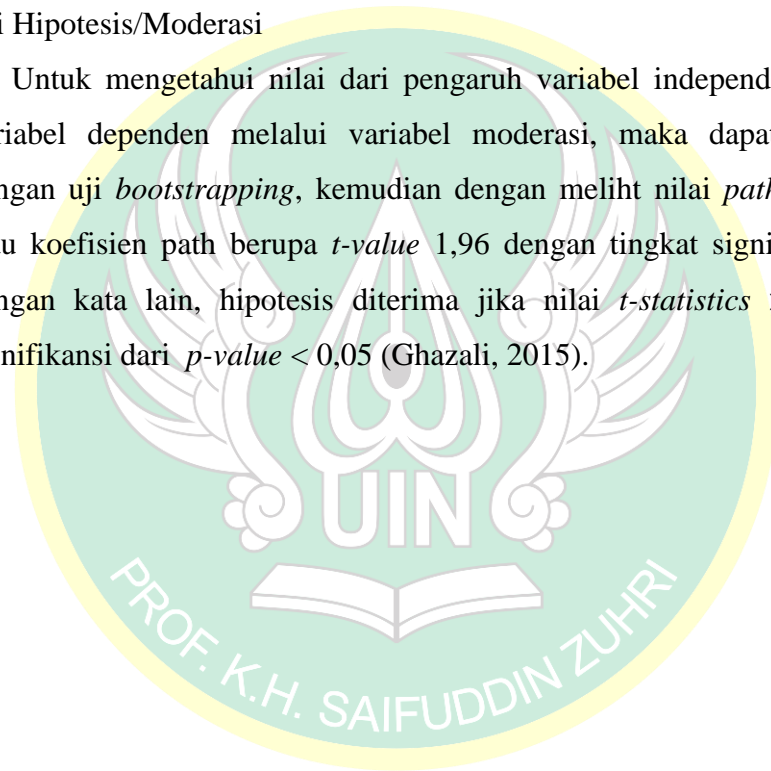 i Hipotesis/Moderasi
Untuk mengetahui nilai dari pengaruh variabel independ
riabel dependen melalui variabel moderasi, maka dapat
ngan uji bootstrapping, kemudian dengan meliht nilai path
u koefisien path berupa t-value 1,96 dengan tingkat signi
ngan kata lain, hipotesis diterima jika nilai t-statistics
nifikansi dari p-value < 0,05 (Ghazali, 2015).
UIN
PROF. K.H. SAIFUDDIN ZUHRI